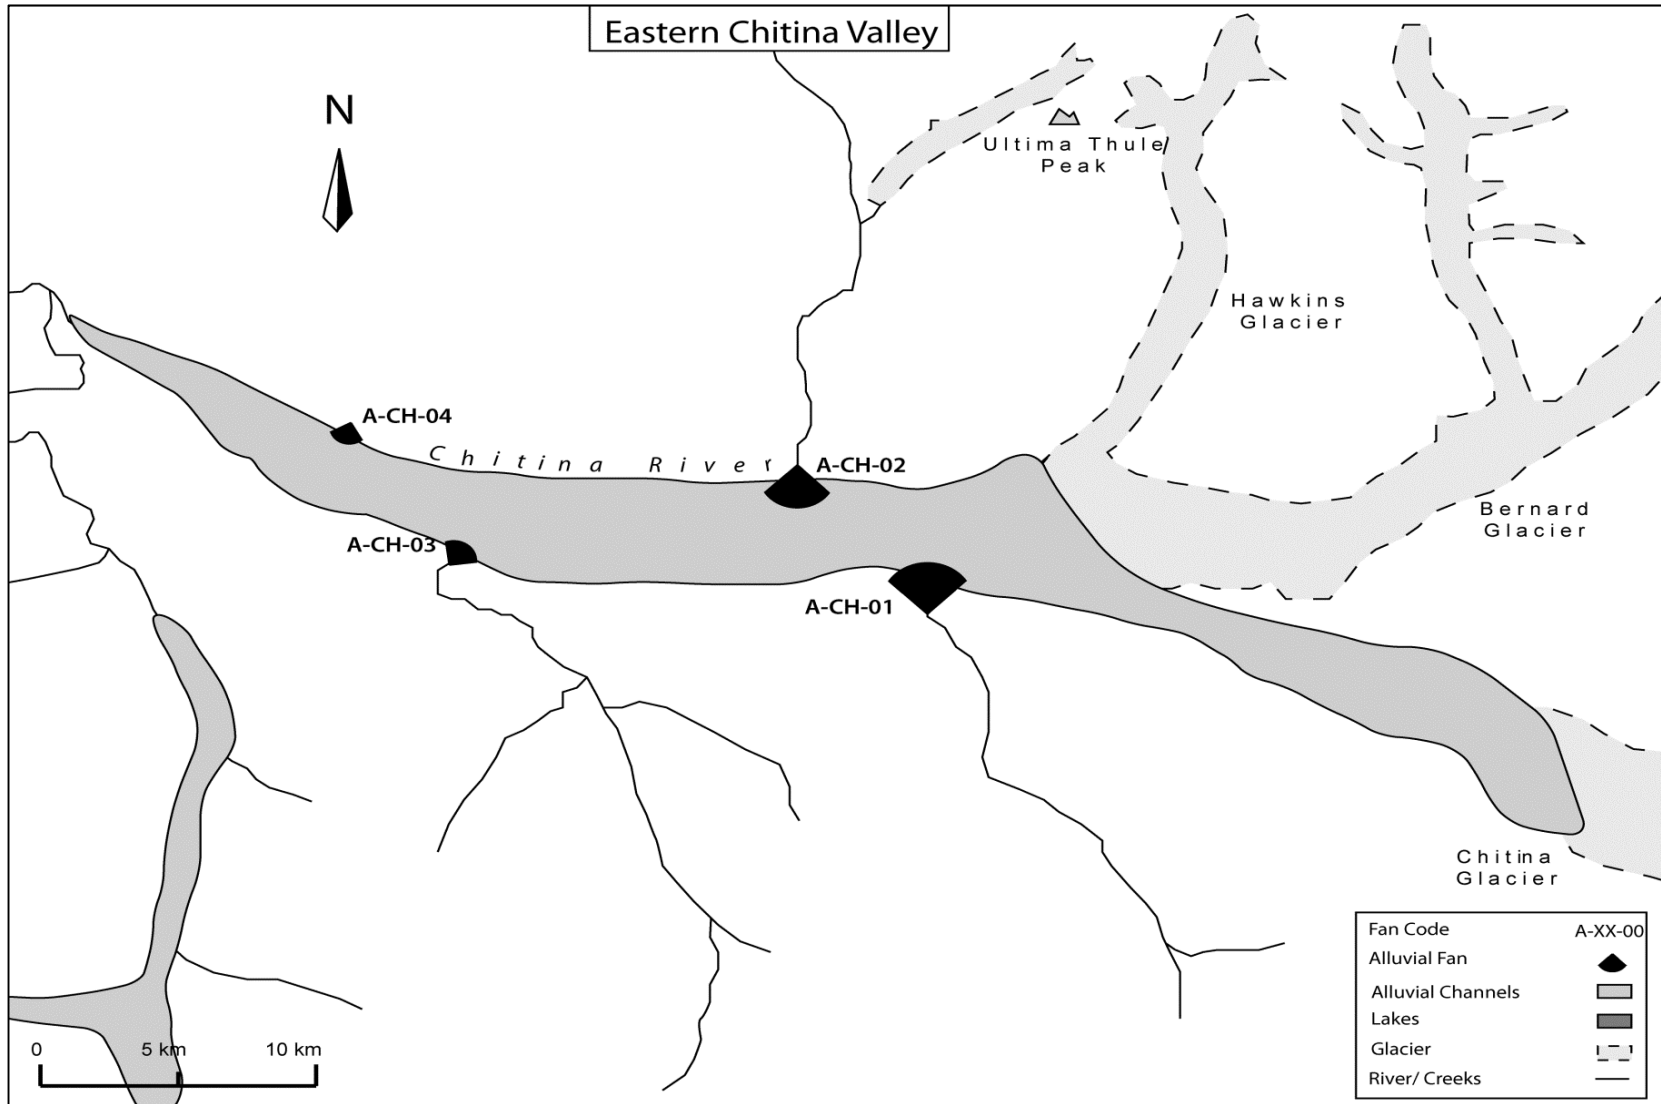 Eastern Chitina Valley
N
Ultima Thule
Peak
Hawkins
Glacier
A-CH-04
Chitina River
A-CH-02
Bernard
Glacier
A-CH-03
A-CH-01
Chitina
Glacier
Fan Code A-XX-00
Alluvial Fan
Alluvial Channels
Lakes
Glacier
River/ Creeks
0 5 km 10 km